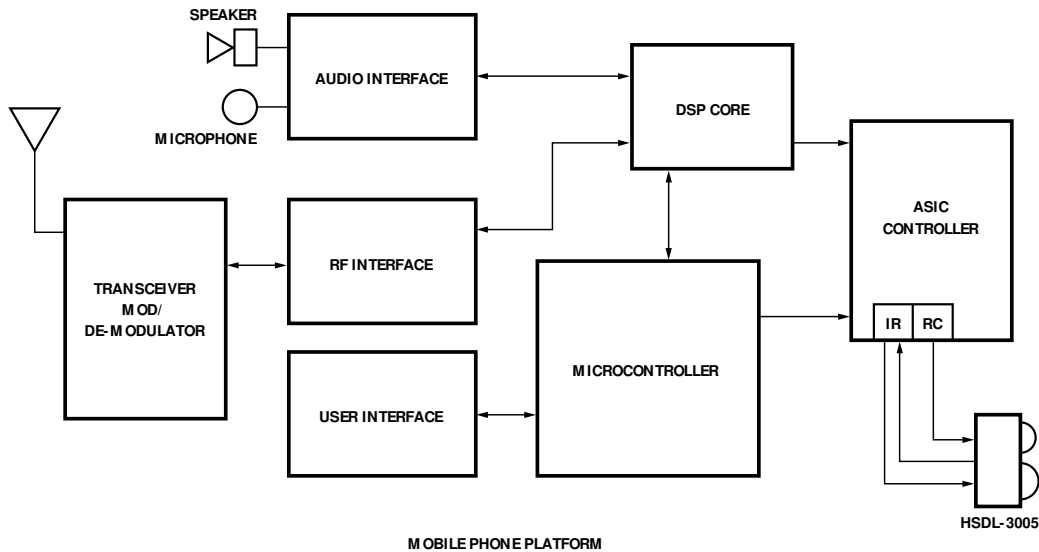 SPEAKER
AUDIO INTERFACE
MICROPHONE
DSP CORE
ASIC
CONTROLLER
TRANSCEIVER
MOD/
DE-MODULATOR
RF INTERFACE
IR
RC
MICROCONTROLLER
USER INTERFACE
HSDL-3005
MOBILE PHONE PLATFORM